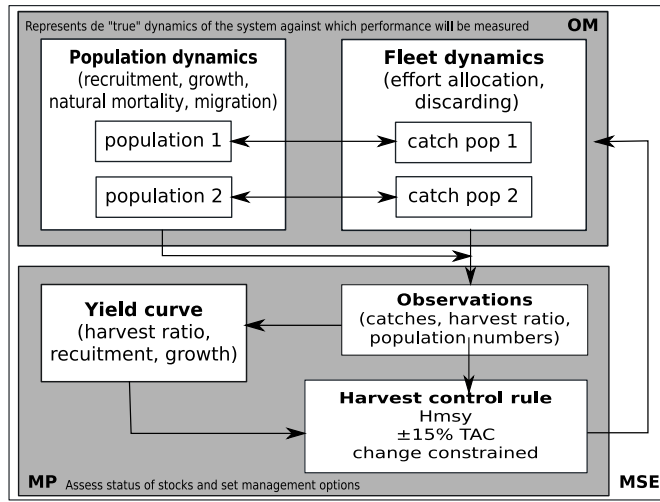 Represents de "true" dynamics of the system against which performance will be measured OM
Population dynamics
(recruitment, growth,
natural mortality, migration)
population 1
population 2
Fleet dynamics
(effort allocation,
discarding)
catch pop 1
catch pop 2
Yield curve
(harvest ratio,
recuitment, growth)
Observations
(catches, harvest ratio,
population numbers)
Harvest control rule
Hmsy
±15% TAC
change constrained
MP Assess status of stocks and set management options
MSE